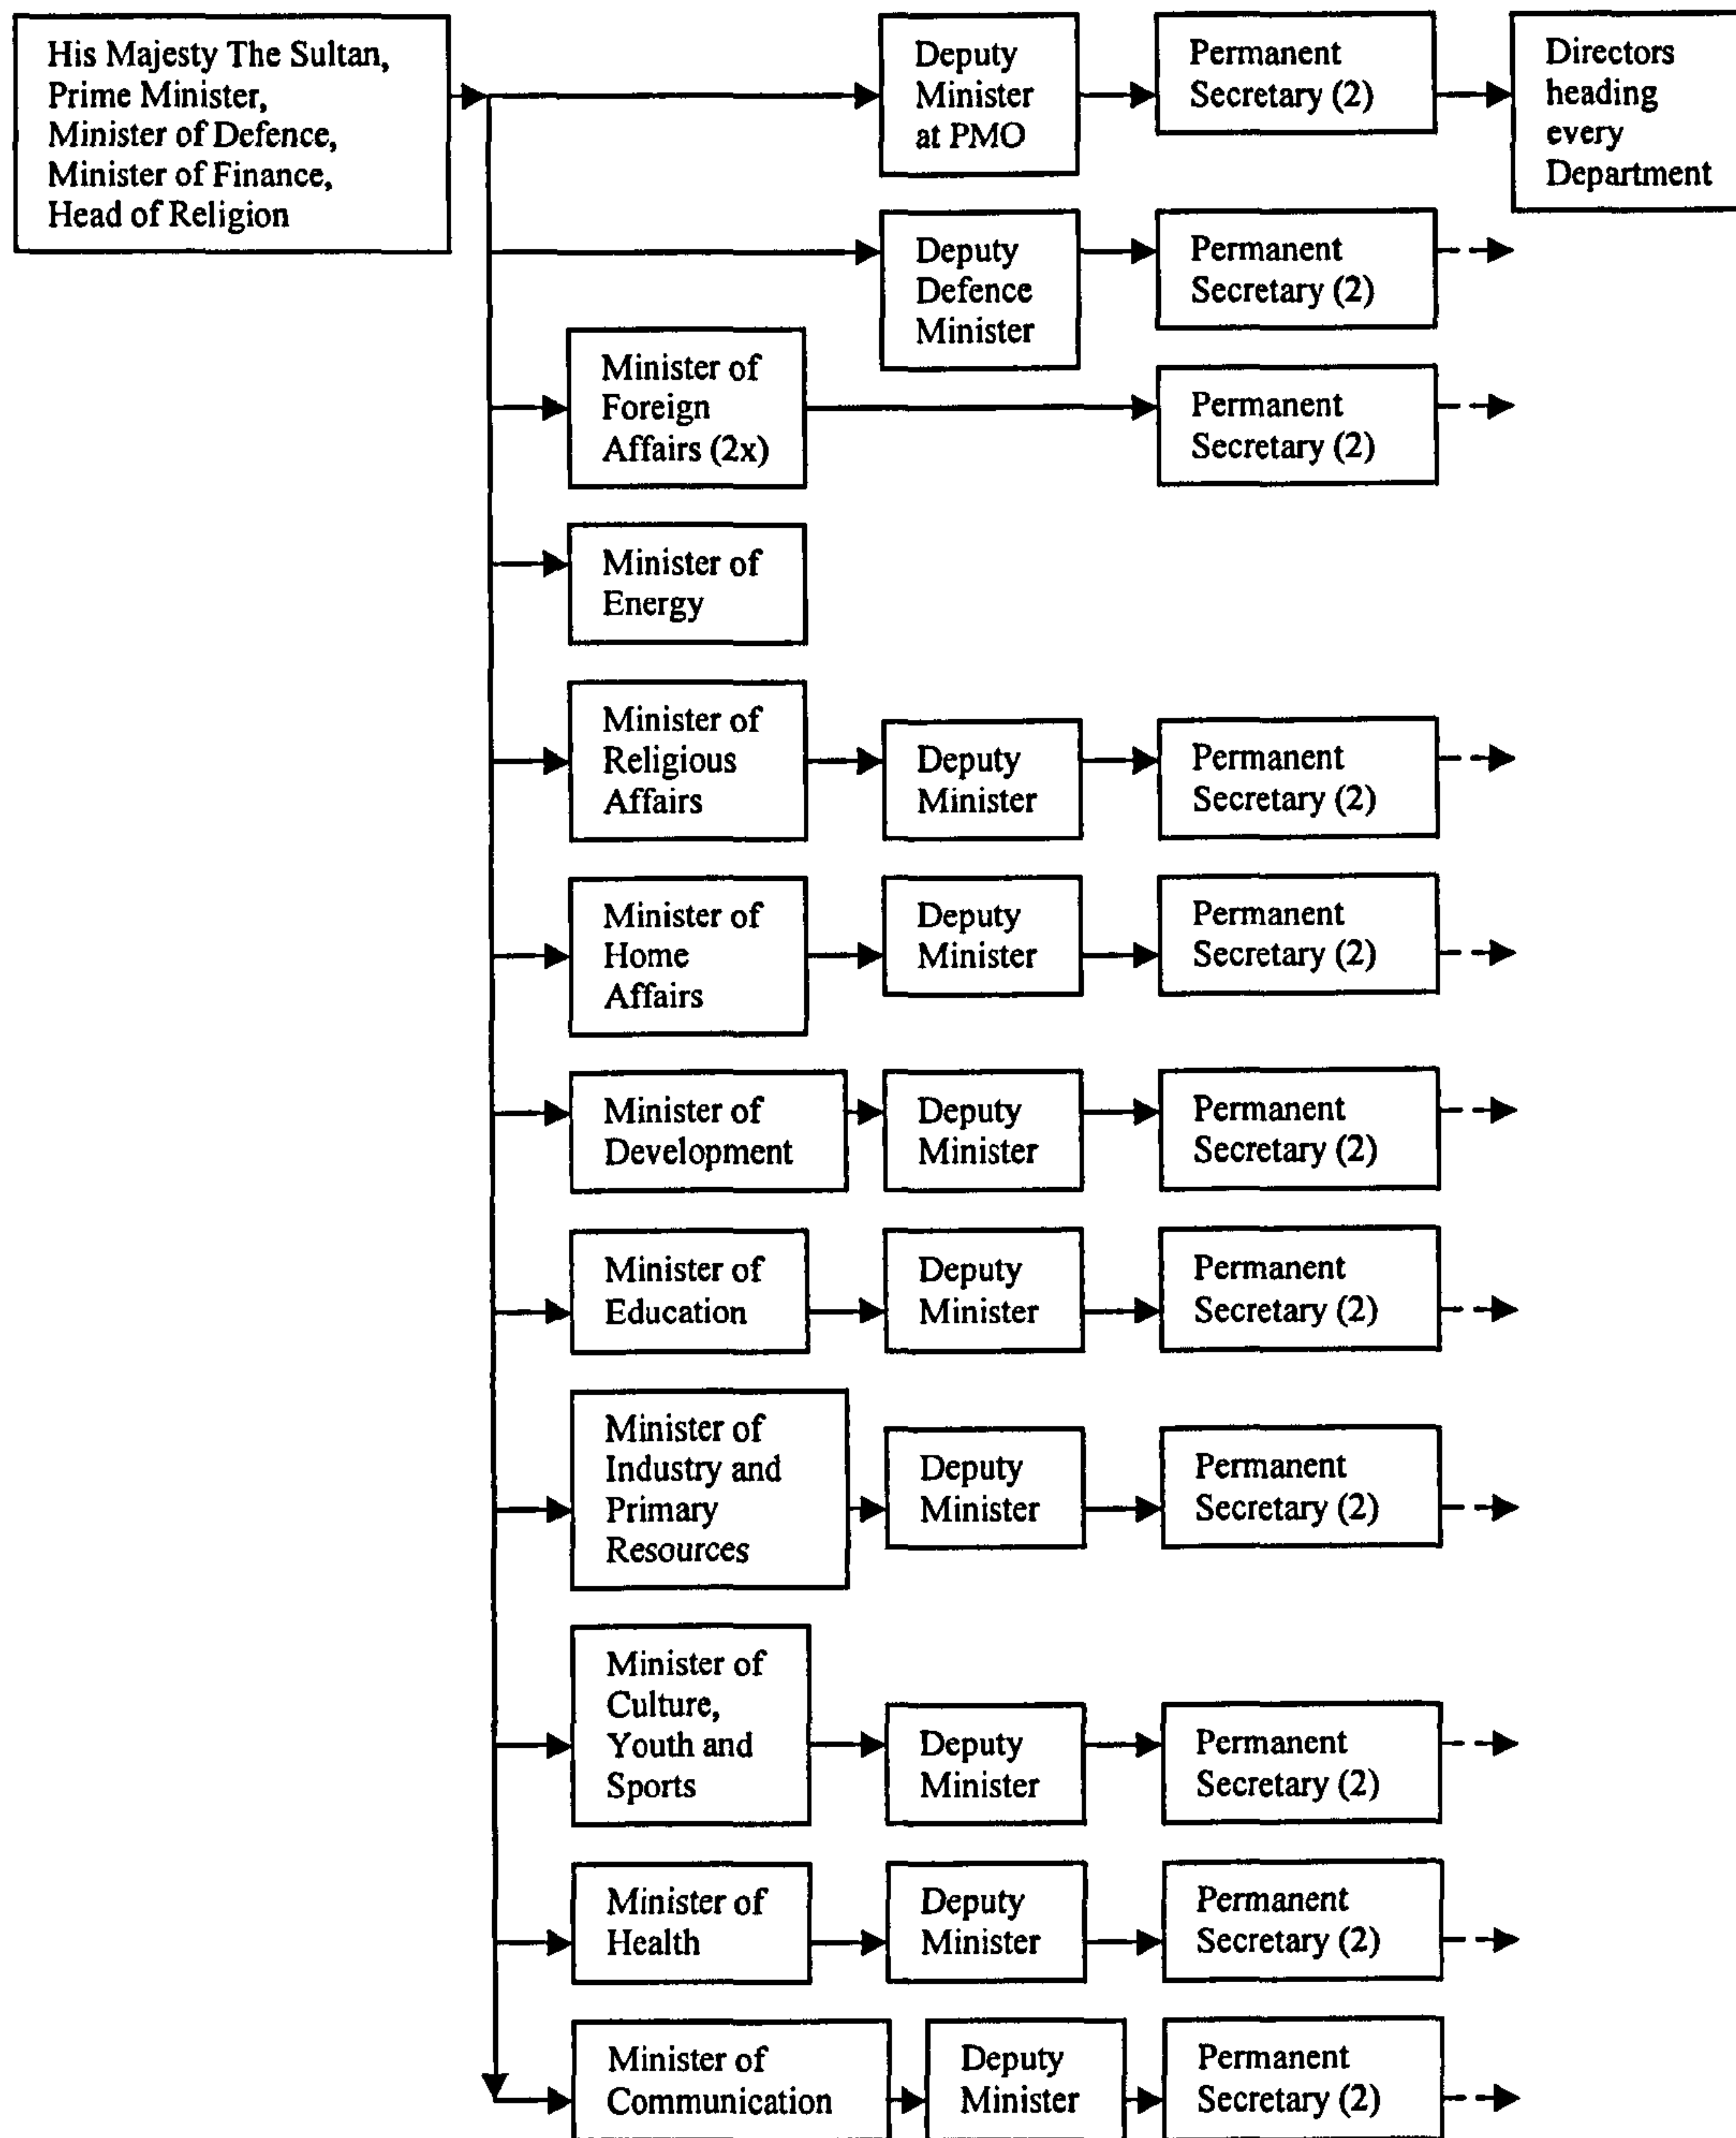 His Majesty The Sultan,
Prime Minister,
Minister of Defence,
Minister of Finance,
Head of Religion
Deputy
Minister
at PMO
Permanent
Secretary (2)
Directors
heading
every
Department
Deputy
Defence
Minister
Permanent
Secretary (2)
Minister of
Foreign
Affairs (2x)
Permanent
Secretary (2)
Minister of
Energy
Minister of
Religious
Affairs
Deputy
Minister
Permanent
Secretary (2)
Minister of
Home
Affairs
Deputy
Minister
Permanent
Secretary (2)
Minister of
Development
Deputy
Minister
Permanent
Secretary (2)
Minister of
Education
Deputy
Minister
Permanent
Secretary (2)
Minister of
Industry and
Primary
Resources
Deputy
Minister
Permanent
Secretary (2)
Minister of
Culture,
Youth and
Sports
Deputy
Minister
Permanent
Secretary (2)
Minister of
Health
Deputy
Minister
Permanent
Secretary (2)
Minister of
Communication
Deputy
Minister
Permanent
Secretary (2)